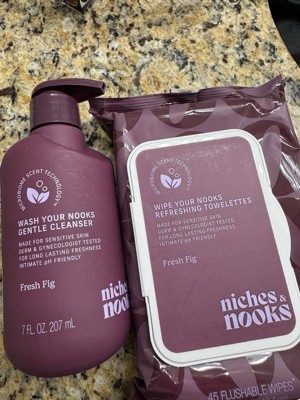 MICROBIOME SCENT TECHNOLOGY
WASH YOUR NOOKS
GENTLE CLEANSER
MADE FOR SENSITIVE SKIN
DERM & GYNECOLOGIST TESTED
FOR LONG LASTING FRESHNESS
INTIMATE pH FRIENDLY
Fresh Fig
niches &
nooks
7 FL. OZ. 207 mL
MICROBIOME SCENT TECHNOLOGY
WIPE YOUR NOOKS
REFRESHING TOWELETTES
MADE FOR SENSITIVE SKIN
DERM & GYNECOLOGIST TESTED
FOR LONG LASTING FRESHNESS
INTIMATE pH FRIENDLY
Fresh Fig
niches &
nooks
45 FLUSHABLE WIPES